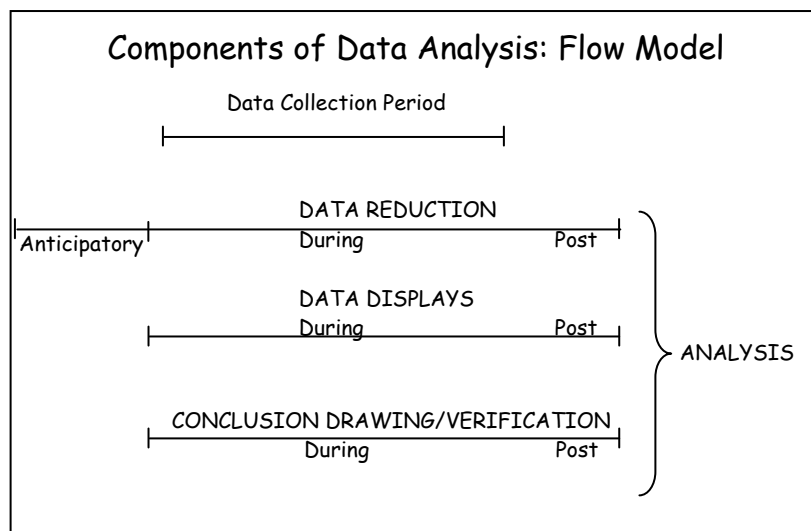 Components of Data Analysis: Flow Model
Data Collection Period
DATA REDUCTION
Anticipatory During Post
DATA DISPLAYS
During Post
ANALYSIS
CONCLUSION DRAWING/VERIFICATION
During Post